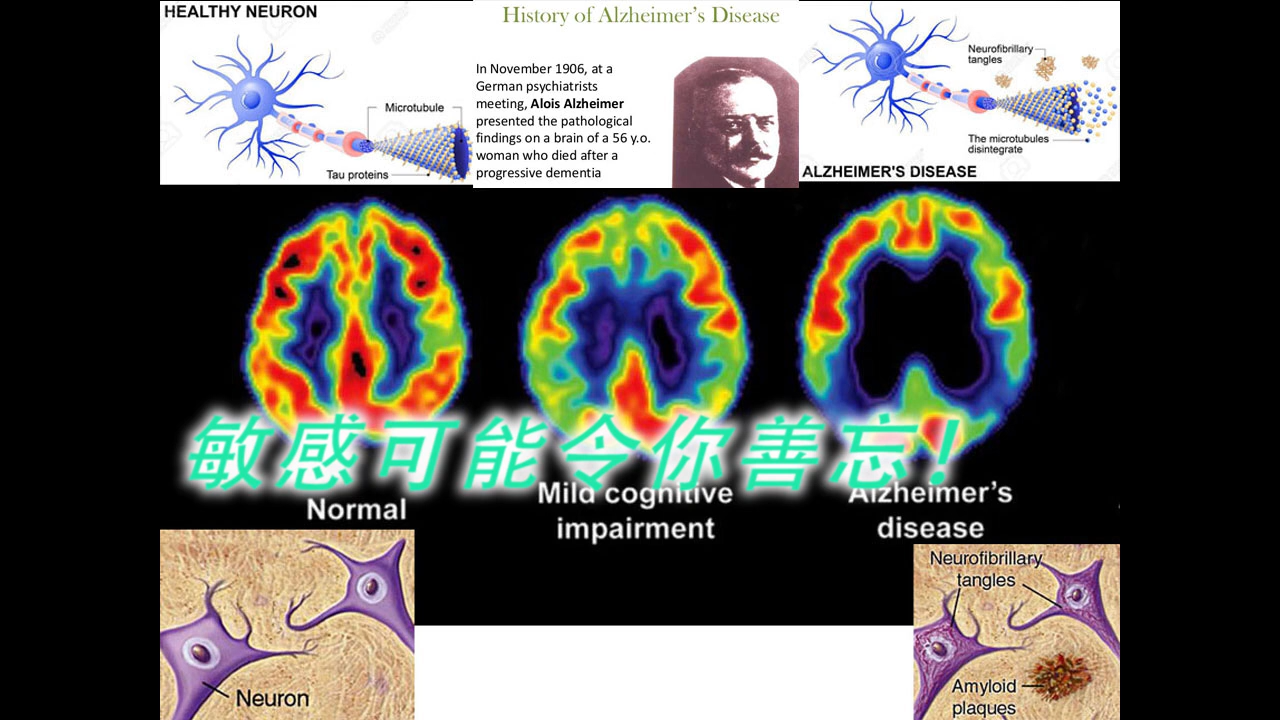 HEALTHY NEURON
Microtubule
Tau proteins
History of Alzheimer's Disease
In November 1906, at a
German psychiatrists
meeting, Alois Alzheimer
presented the pathological
findings on a brain of a 56 y.o.
woman who died after a
progressive dementia
Neurofibrillary
tangles
The microtubules
disintegrate
ALZHEIMER'S DISEASE
敏感可能令你善忘!
Normal
Mild cognitive
impairment
Alzheimer's
disease
Neuron
Neurofibrillary
tangles
Amyloid
plaques